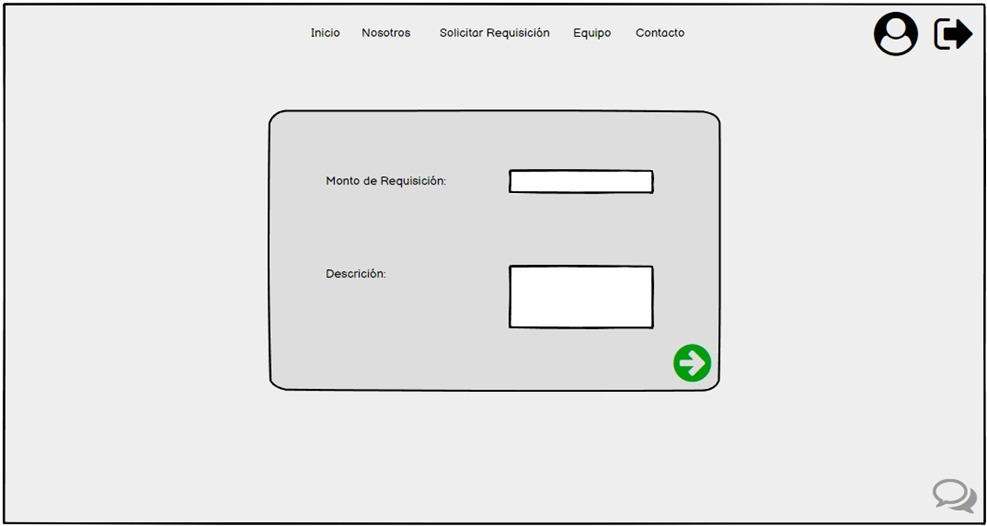 Inicio Nosotros Solicitar Requisición Equipo Contacto
Monto de Requisición:
Descrición: